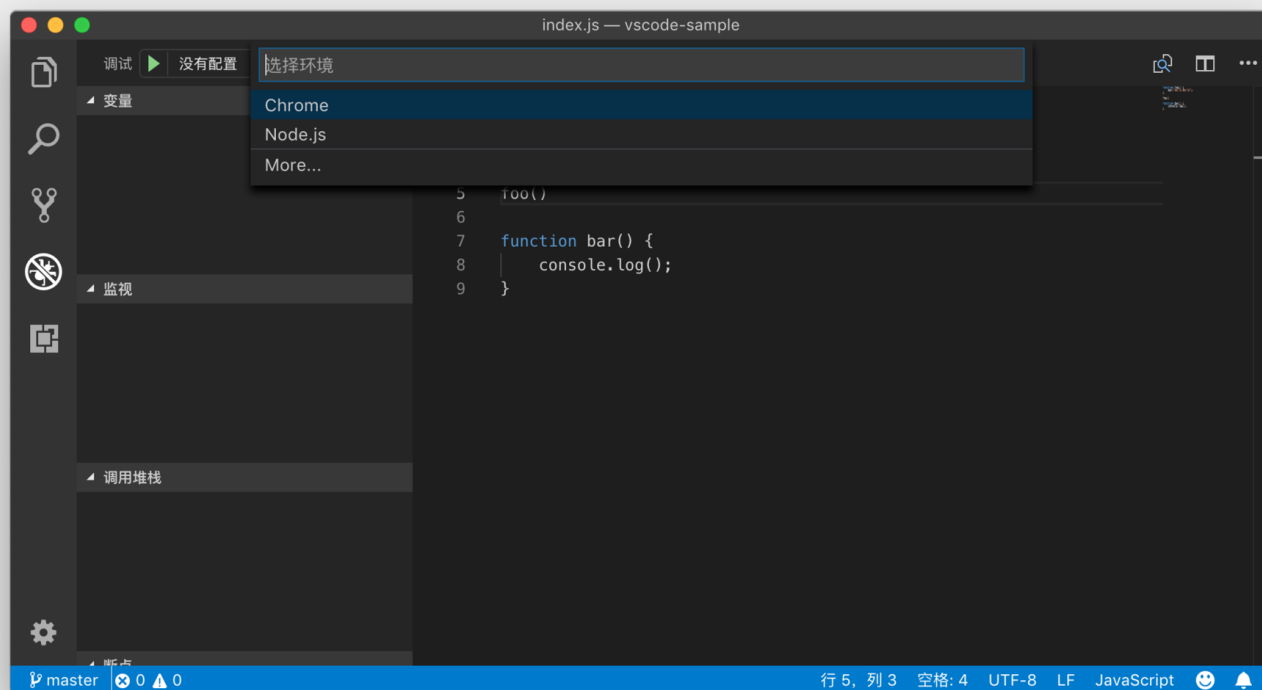 index.js — vscode-sample
调试 没有配置 选择环境
Chrome
Node.js
More...
变量
监视
调用堆栈
断点
5 foo()
6
7 function bar() {
8 console.log();
9 }
master 0 0 行 5，列 3 空格: 4 UTF-8 LF JavaScript